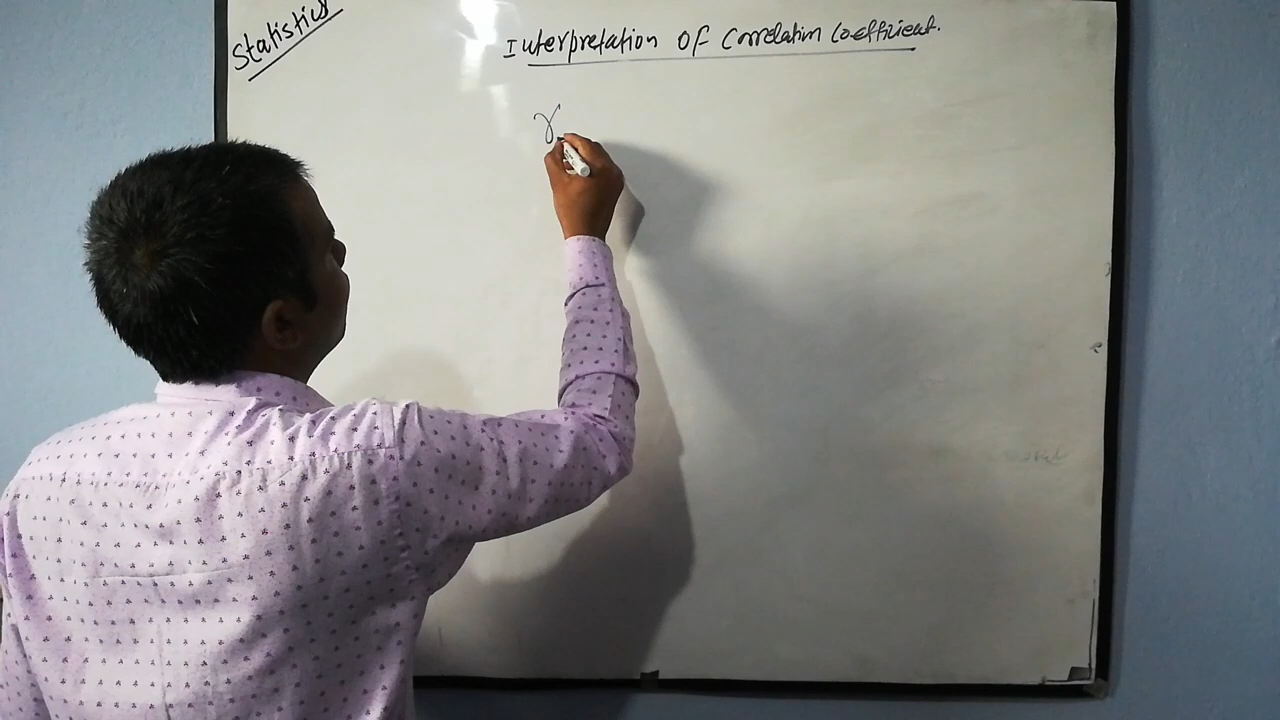 Statistics
Interpretation Of Correlation Coefficient.
r